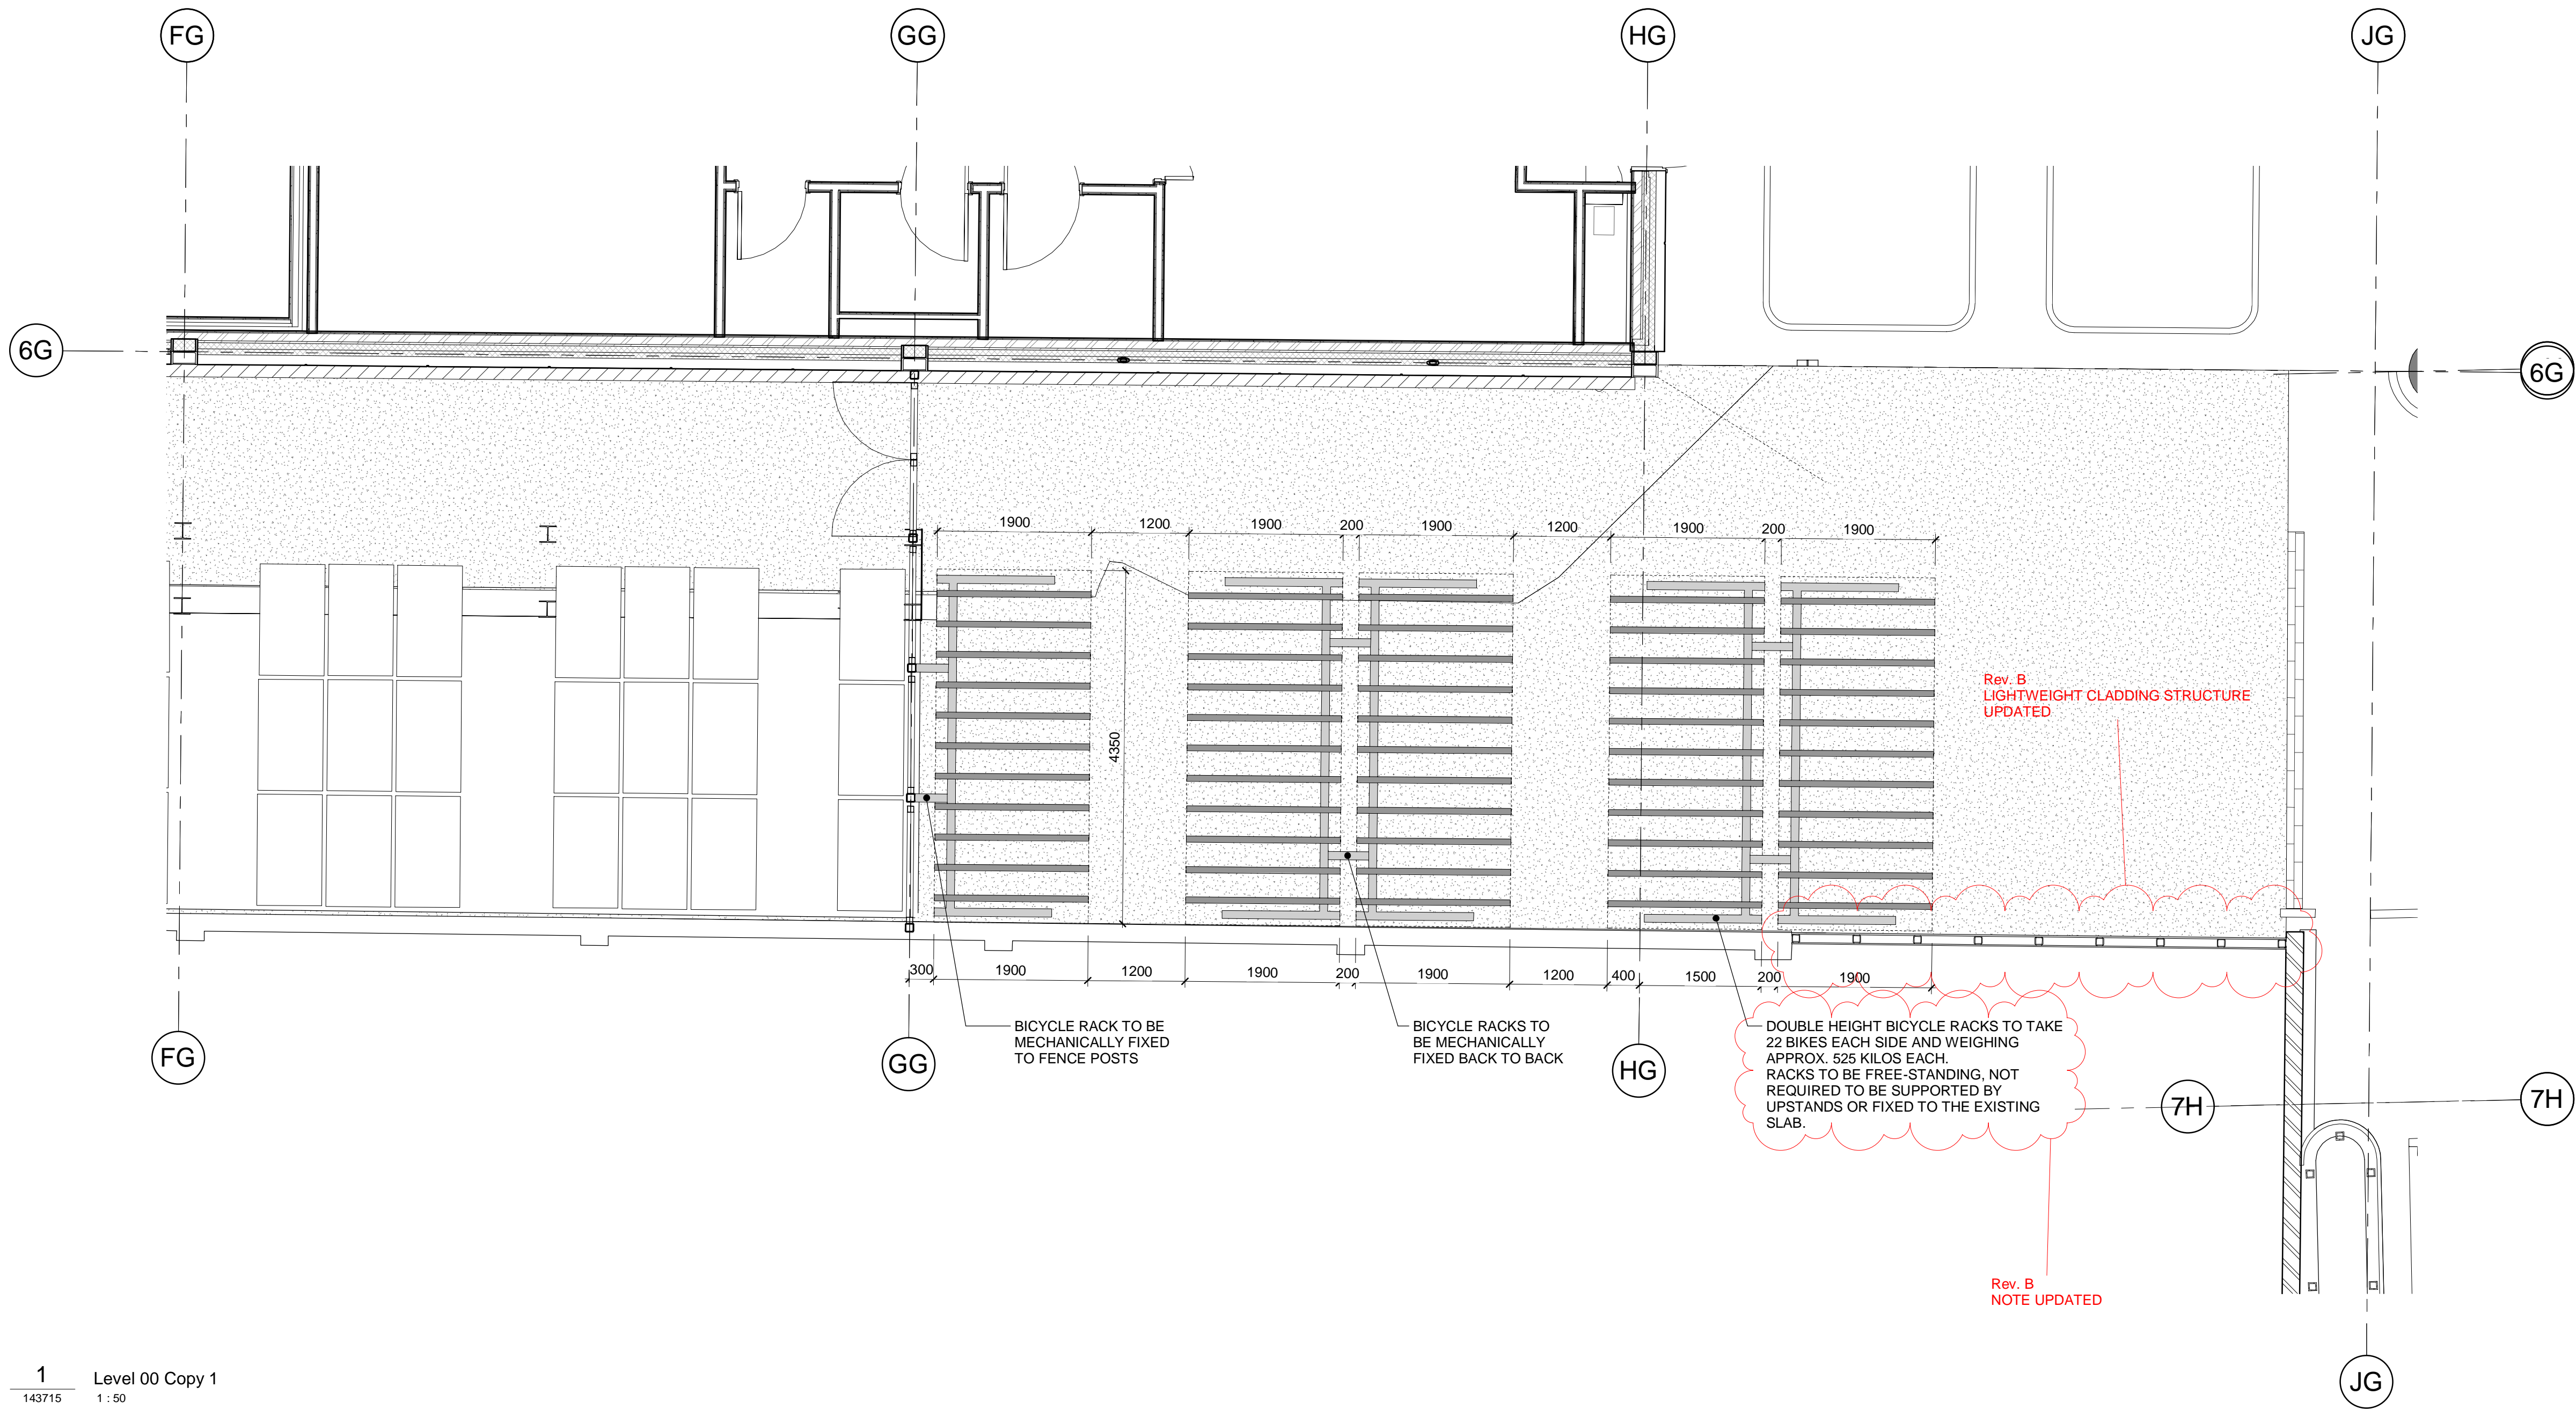 FG
GG
HG
JG
6G
6G
1900
1200
1900
200
1900
1200
1900
200
1900
4350
Rev. B
LIGHTWEIGHT CLADDING STRUCTURE
UPDATED
300
1900
1200
1900
200
1900
1200
400
1500
200
1900
BICYCLE RACK TO BE
MECHANICALLY FIXED
TO FENCE POSTS
BICYCLE RACKS TO
BE MECHANICALLY
FIXED BACK TO BACK
DOUBLE HEIGHT BICYCLE RACKS TO TAKE
22 BIKES EACH SIDE AND WEIGHING
APPROX. 525 KILOS EACH.
RACKS TO BE FREE-STANDING, NOT
REQUIRED TO BE SUPPORTED BY
UPSTANDS OR FIXED TO THE EXISTING
SLAB.
FG
GG
HG
7H
7H
Rev. B
NOTE UPDATED
JG
1
143715
Level 00 Copy 1
1 : 50